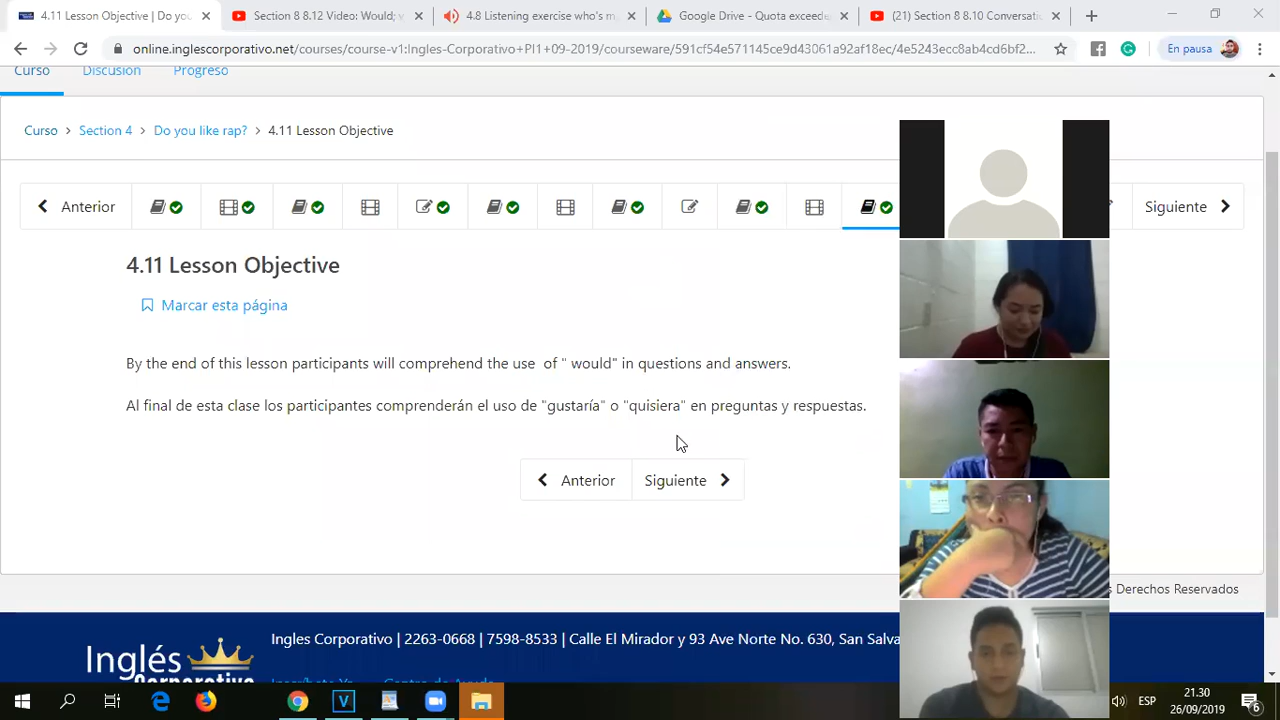 4.11 Lesson Objective | Do you
Section 8 8.12 Video: Would; v
4.8 Listening exercise who's m
Google Drive - Quota exceede
(21) Section 8 8.10 Conversati
online.inglescorporativo.net/courses/course-v1:Ingles-Corporativo+PI1+09-2019/courseware/591cf54e571145ce9d43061a92af18ec/4e5243ecc8ab4cd6bf2...
En pausa
Curso
Discusión
Progreso
Curso > Section 4 > Do you like rap? > 4.11 Lesson Objective
Anterior
Siguiente
4.11 Lesson Objective
Marcar esta página
By the end of this lesson participants will comprehend the use of " would" in questions and answers.
Al final de esta clase los participantes comprenderán el uso de "gustaría" o "quisiera" en preguntas y respuestas.
Anterior
Siguiente
s Derechos Reservados
Inglés
Corporativo
Ingles Corporativo | 2263-0668 | 7598-8533 | Calle El Mirador y 93 Ave Norte No. 630, San Salva
ESP
21.30
26/09/2019
6